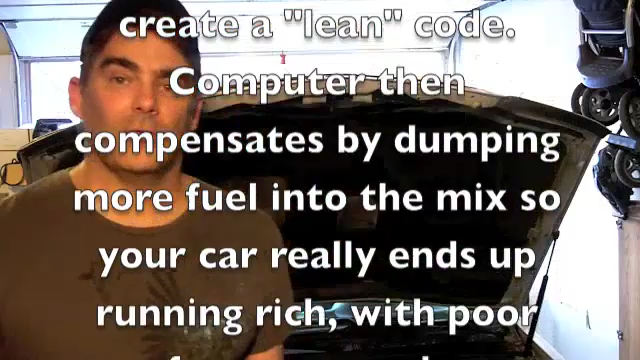 create a "lean" code.
Computer then
compensates by dumping
more fuel into the mix so
your car really ends up
running rich, with poor